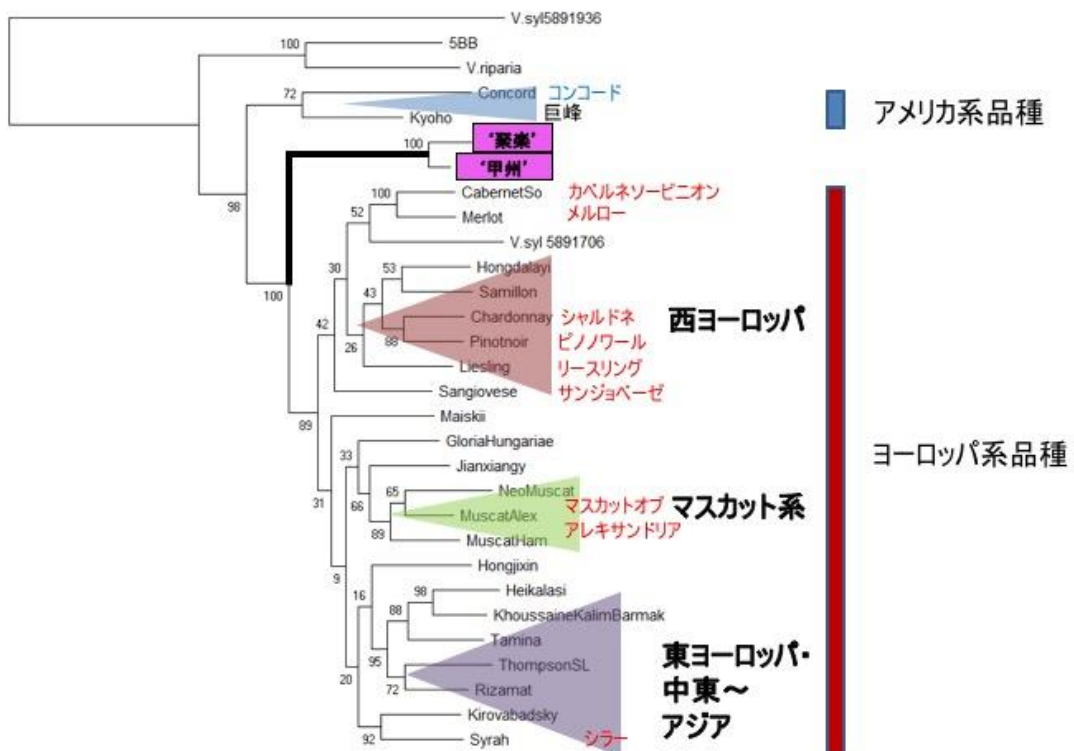 V.syl5891936
100
5BB
V.riparia
72
Concord コンコード
Kyoho 巨峰
アメリカ系品種
100
‘聚楽’
‘甲州’
98
100
100
CabernetSo カベルネソービニオン
Merlot メルロー
52
V.syl 5891706
30
53
Hongdalayi
43
Samillon
Chardonnay シャルドネ
西ヨーロッパ
88
Pinotnoir ピノノワール
42
26
Liesling リースリング
Sangiovese サンジョベーゼ
89
Maiskii
33
GloriaHungariae
Jianxiangy
ヨーロッパ系品種
31
66
65
NeoMuscat
MuscatAlex マスカットオブ
アレキサンドリア
マスカット系
89
MuscatHam
9
16
Hongjixin
98
Heikalasi
88
KhoussaineKalimBarmak
Tamina
95
ThompsonSL
東ヨーロッパ・
中東～
アジア
72
Rizamat
20
Kirovabadsky
92
Syrah シラー